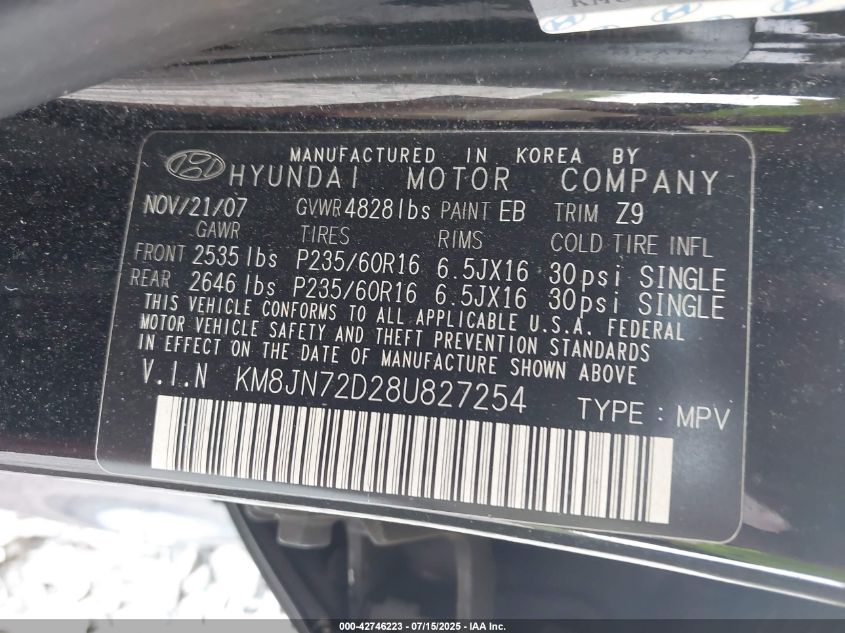 MANUFACTURED IN KOREA BY
HYUNDAI MOTOR COMPANY
NOV/21/07 GVWR 4828lbs PAINT EB TRIM Z9
GAWR TIRES RIMS COLD TIRE INFL
FRONT 2535 lbs P235/60R16 6.5JX16 30psi SINGLE
REAR 2646 lbs P235/60R16 6.5JX16 30psi SINGLE
THIS VEHICLE CONFORMS TO ALL APPLICABLE U.S.A. FEDERAL
MOTOR VEHICLE SAFETY AND THEFT PREVENTION STANDARDS
IN EFFECT ON THE DATE OF MANUFACTURE SHOWN ABOVE
V.I.N KM8JN72D28U827254 TYPE : MPV
000-42746223 - 07/15/2025 - IAA Inc.